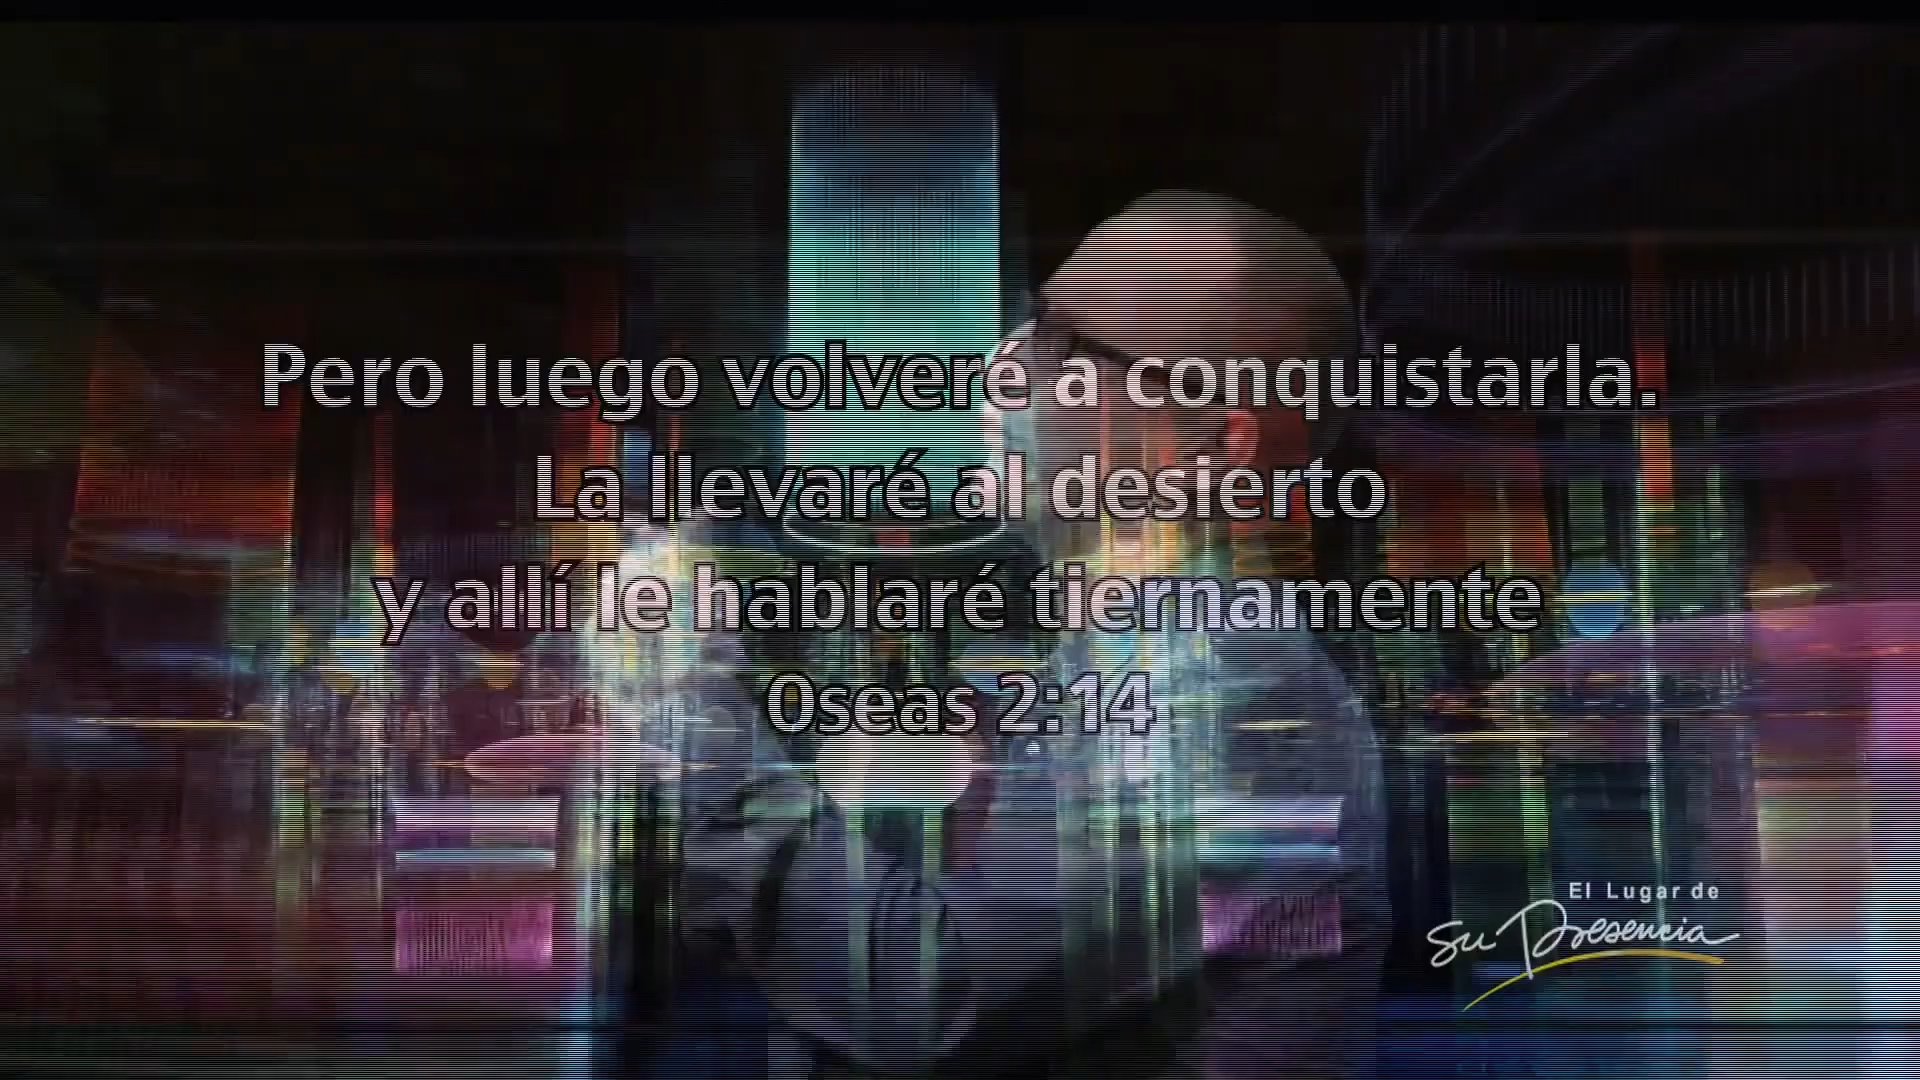 Pero luego volveré a conquistarla.
La llevaré al desierto
y allí le hablaré tiernamente
Oseas 2:14
El Lugar de
Su Presencia